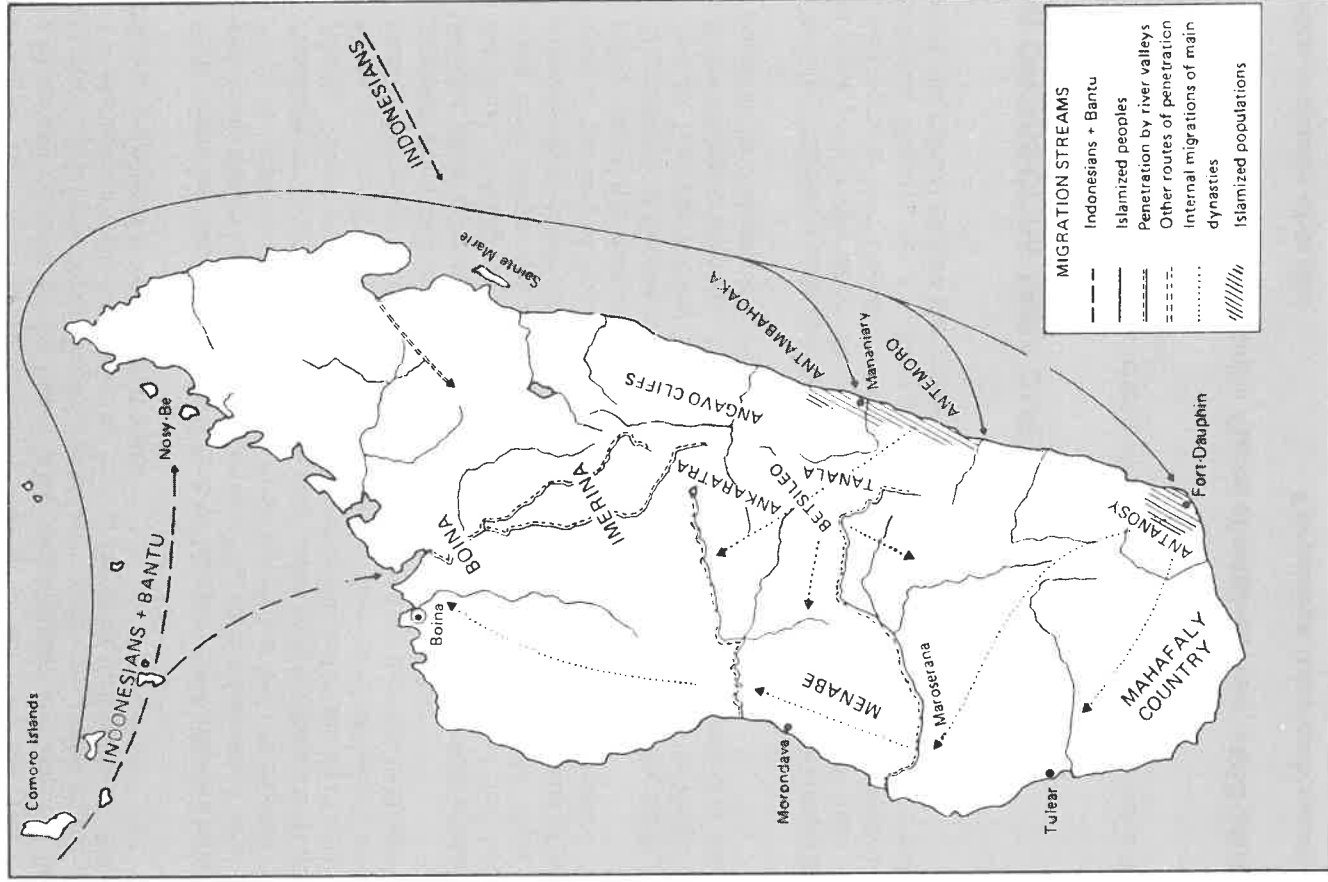 Comoro Islands
INDONESIANS + BANTU
Nosy-Be
INDONESIANS
Sainte Marie
Boina
BOINA
IMERINA
ANKARATRA
ANGAVO CLIFFS
ANTAMBAHOAKA
Mananiary
ANTEMORO
TANALA
BETSILEO
MENABE
Morondava
Maroserana
Tulear
MAHAFALY
COUNTRY
ANTANOSY
Fort-Dauphin
MIGRATION STREAMS
Indonesians + Bantu
Islamized peoples
Penetration by river valleys
Other routes of penetration
Internal migrations of main
dynasties
Islamized populations